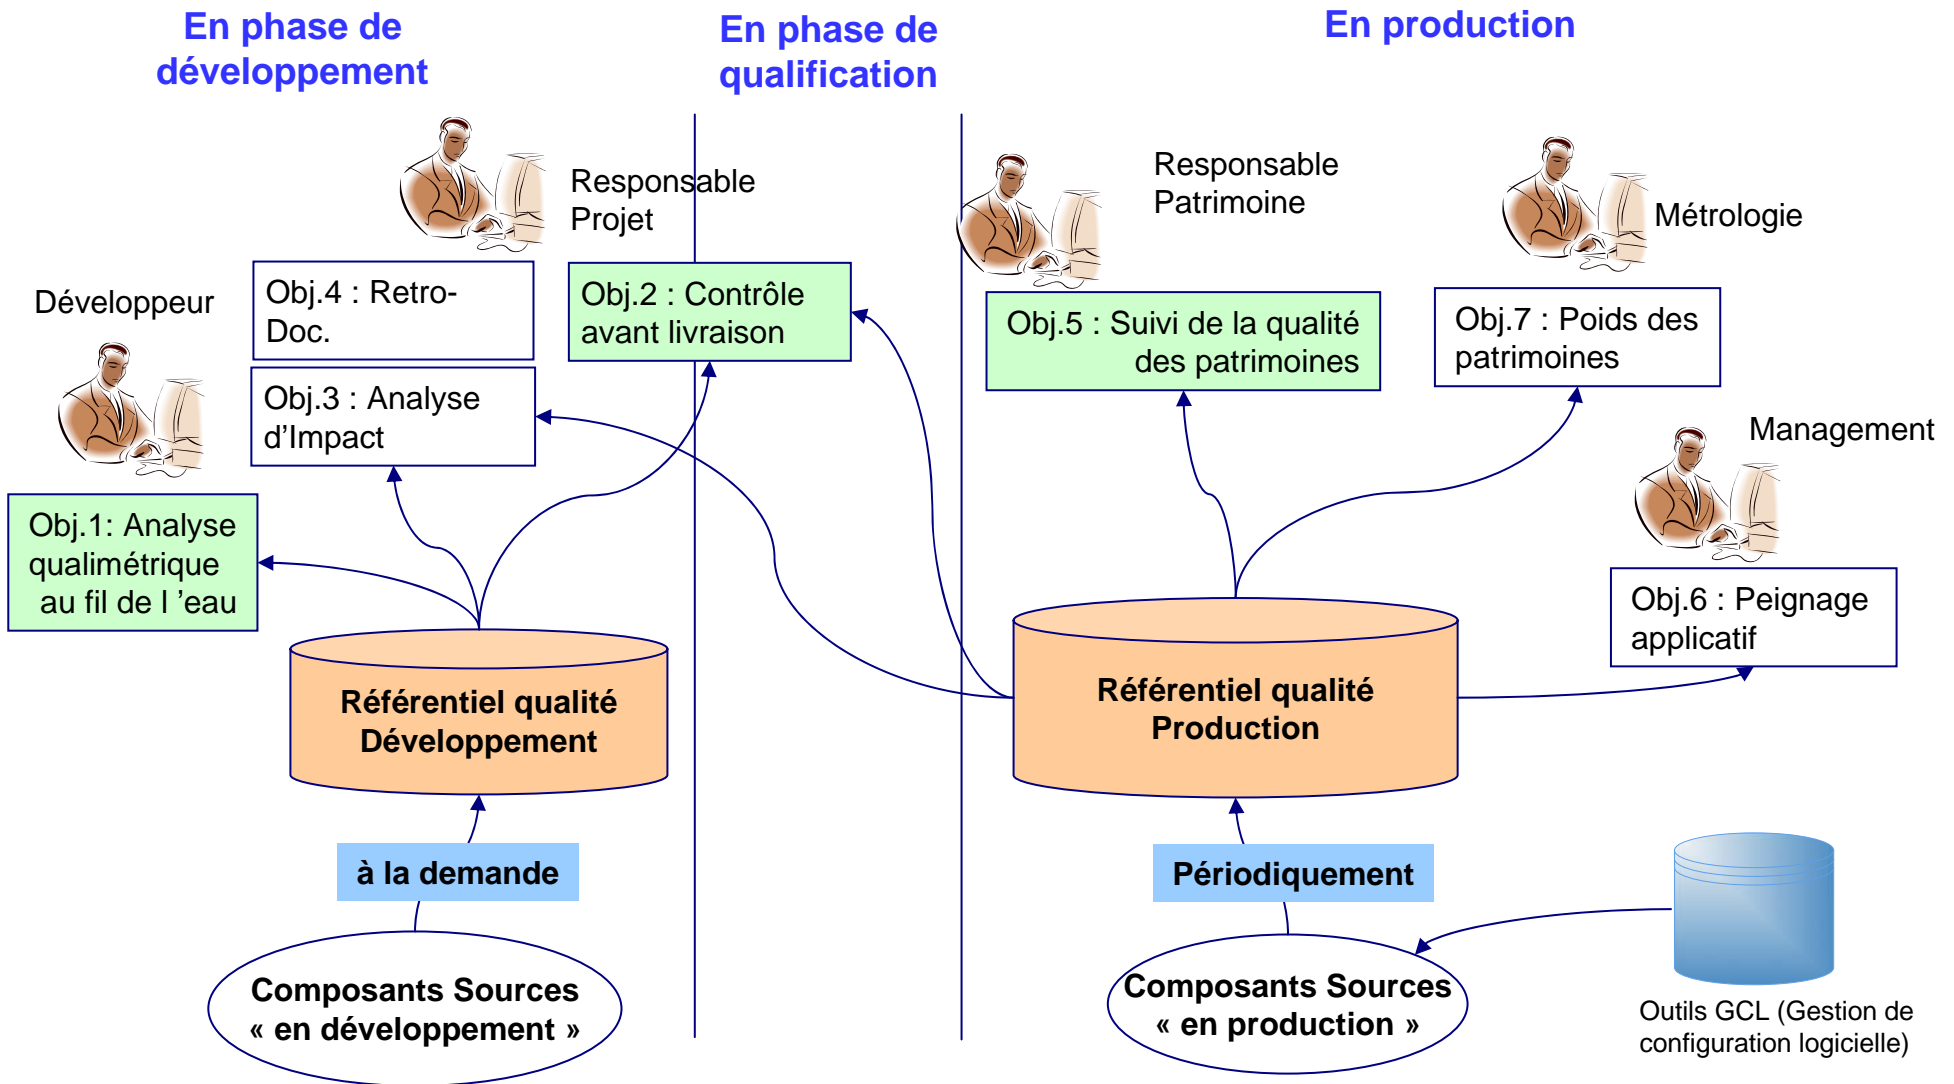 En phase de
développement
En phase de
qualification
En production
Responsable
Projet
Responsable
Patrimoine
Métrologie
Développeur
Obj.4 : Retro-
Doc.
Obj.2 : Contrôle
avant livraison
Obj.5 : Suivi de la qualité
des patrimoines
Obj.7 : Poids des
patrimoines
Obj.3 : Analyse
d'Impact
Management
Obj.1: Analyse
qualimétrique
au fil de l 'eau
Obj.6 : Peignage
applicatif
Référentiel qualité
Développement
Référentiel qualité
Production
à la demande
Périodiquement
Composants Sources
« en développement »
Composants Sources
« en production »
Outils GCL (Gestion de
configuration logicielle)